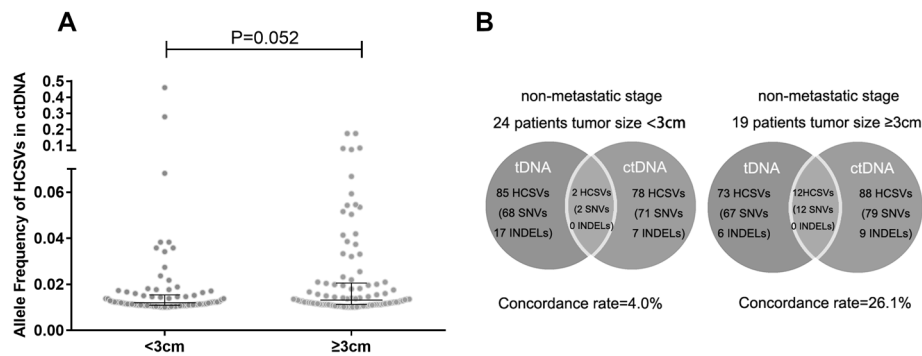 A
P=0.052
Allele Frequency of HCSVs in ctDNA
0.5
0.4
0.3
0.2
0.1
0.06
0.04
0.02
0.00
<3cm
≥3cm
B
non-metastatic stage
24 patients tumor size <3cm
tDNA
ctDNA
85 HCSVs
(68 SNVs
17 INDELs)
2 HCSVs
(2 SNVs
0 INDELs)
78 HCSVs
(71 SNVs
7 INDELs)
Concordance rate=4.0%
non-metastatic stage
19 patients tumor size ≥3cm
tDNA
ctDNA
73 HCSVs
(67 SNVs
6 INDELs)
12HCSVs
(12 SNVs
0 INDELs)
88 HCSVs
(79 SNVs
9 INDELs)
Concordance rate=26.1%